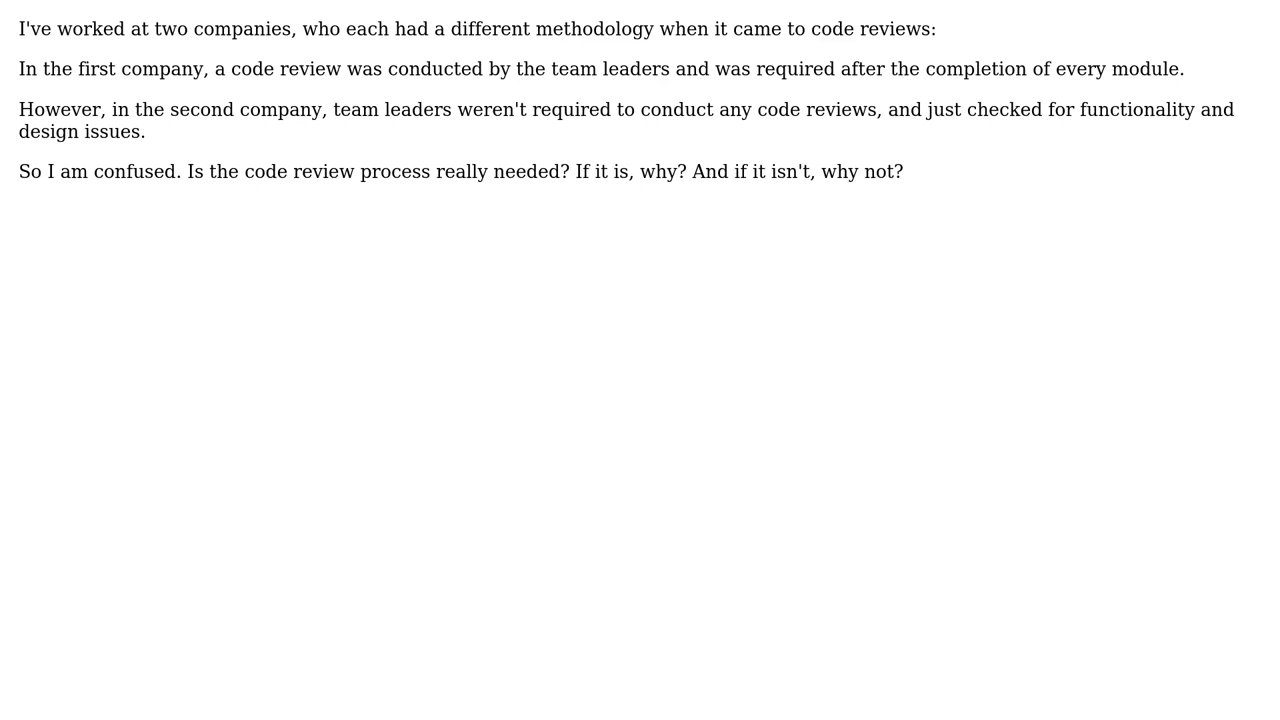 I've worked at two companies, who each had a different methodology when it came to code reviews:
In the first company, a code review was conducted by the team leaders and was required after the completion of every module.
However, in the second company, team leaders weren't required to conduct any code reviews, and just checked for functionality and
design issues.
So I am confused. Is the code review process really needed? If it is, why? And if it isn't, why not?